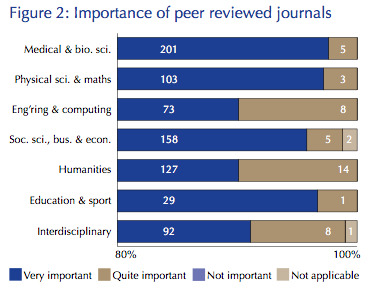 Figure 2: Importance of peer reviewed journals
Medical & bio. sci. 201 5
Physical sci. & maths 103 3
Eng'ring & computing 73 8
Soc. sci., bus. & econ. 158 5 2
Humanities 127 14
Education & sport 29 1
Interdisciplinary 92 8 1
80% 100%
Very important Quite important Not important Not applicable